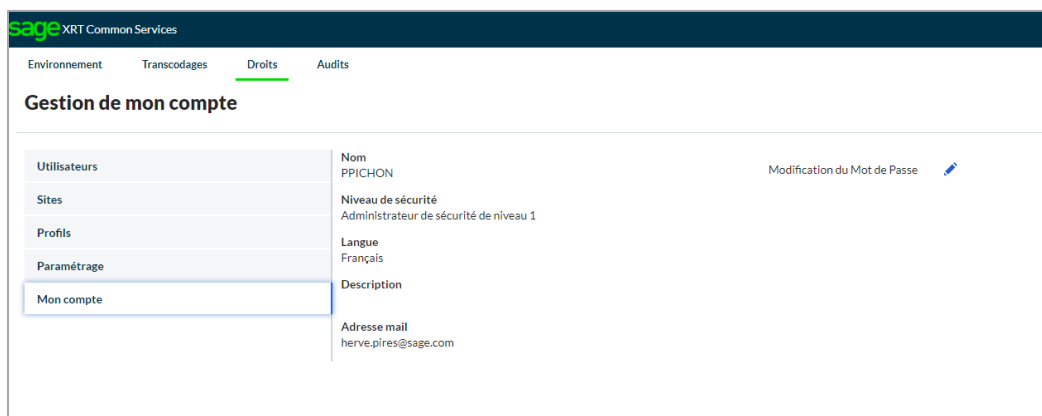 sage XRT Common Services
Environnement Transcodages Droits Audits
Gestion de mon compte
Utilisateurs
Sites
Profils
Paramétrage
Mon compte
Nom
PPICHON
Niveau de sécurité
Administrateur de sécurité de niveau 1
Langue
Français
Description
Adresse mail
herve.pires@sage.com
Modification du Mot de Passe